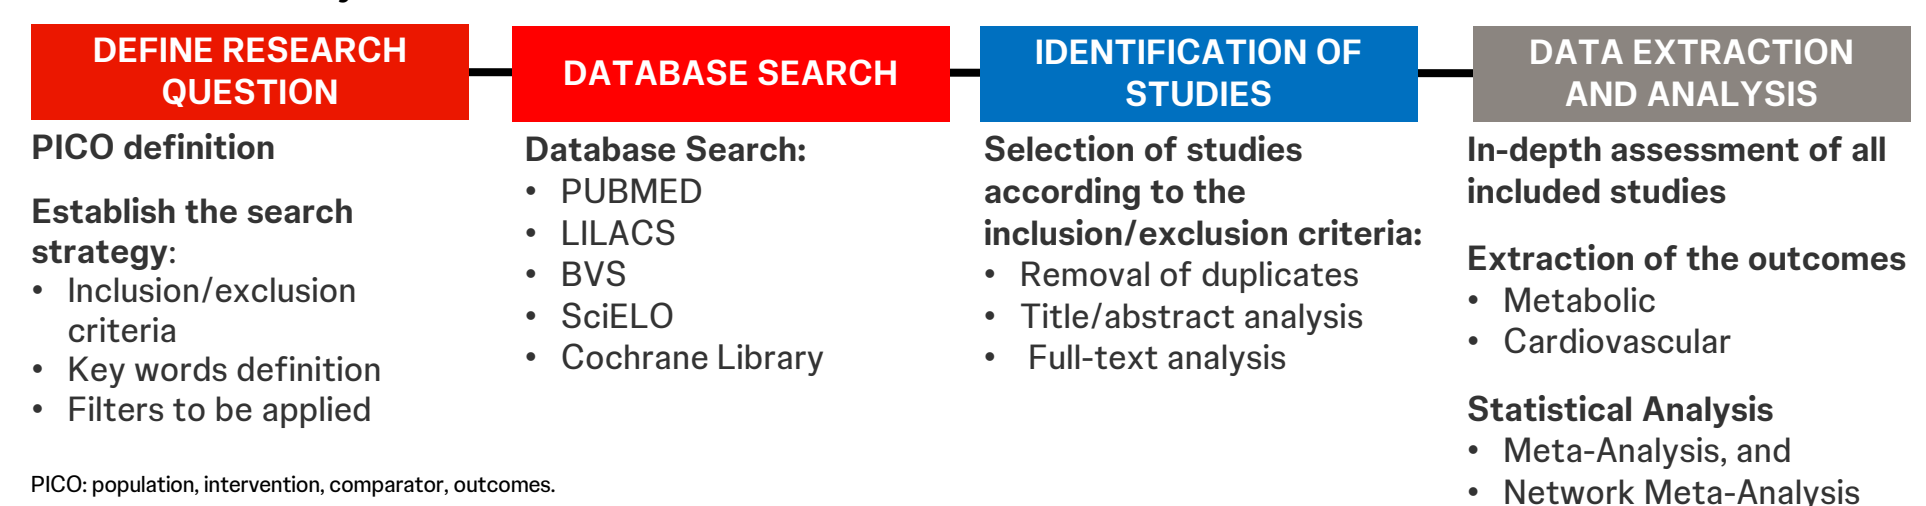 DEFINE RESEARCH
QUESTION
PICO definition
Establish the search
strategy:
• Inclusion/exclusion
criteria
• Key words definition
• Filters to be applied
PICO: population, intervention, comparator, outcomes.
DATABASE SEARCH
Database Search:
• PUBMED
• LILACS
• BVS
• SciELO
• Cochrane Library
IDENTIFICATION OF
STUDIES
Selection of studies
according to the
inclusion/exclusion criteria:
• Removal of duplicates
• Title/abstract analysis
• Full-text analysis
DATA EXTRACTION
AND ANALYSIS
In-depth assessment of all
included studies
Extraction of the outcomes
• Metabolic
• Cardiovascular
Statistical Analysis
• Meta-Analysis, and
• Network Meta-Analysis